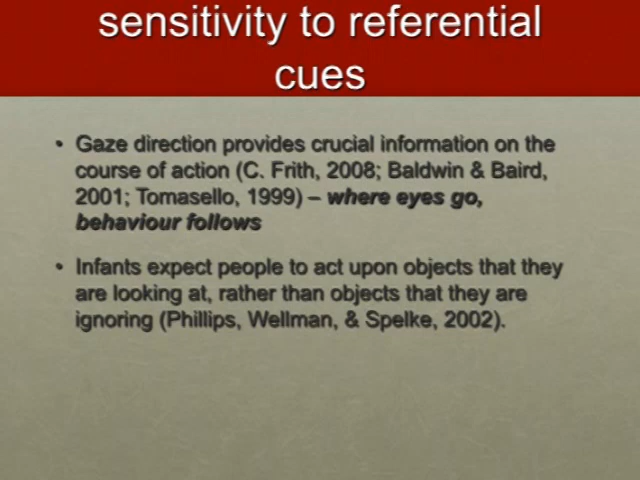 sensitivity to referential
cues
• Gaze direction provides crucial information on the
course of action (C. Frith, 2008; Baldwin & Baird,
2001; Tomasello, 1999) – where eyes go,
behaviour follows
• Infants expect people to act upon objects that they
are looking at, rather than objects that they are
ignoring (Phillips, Wellman, & Spelke, 2002).